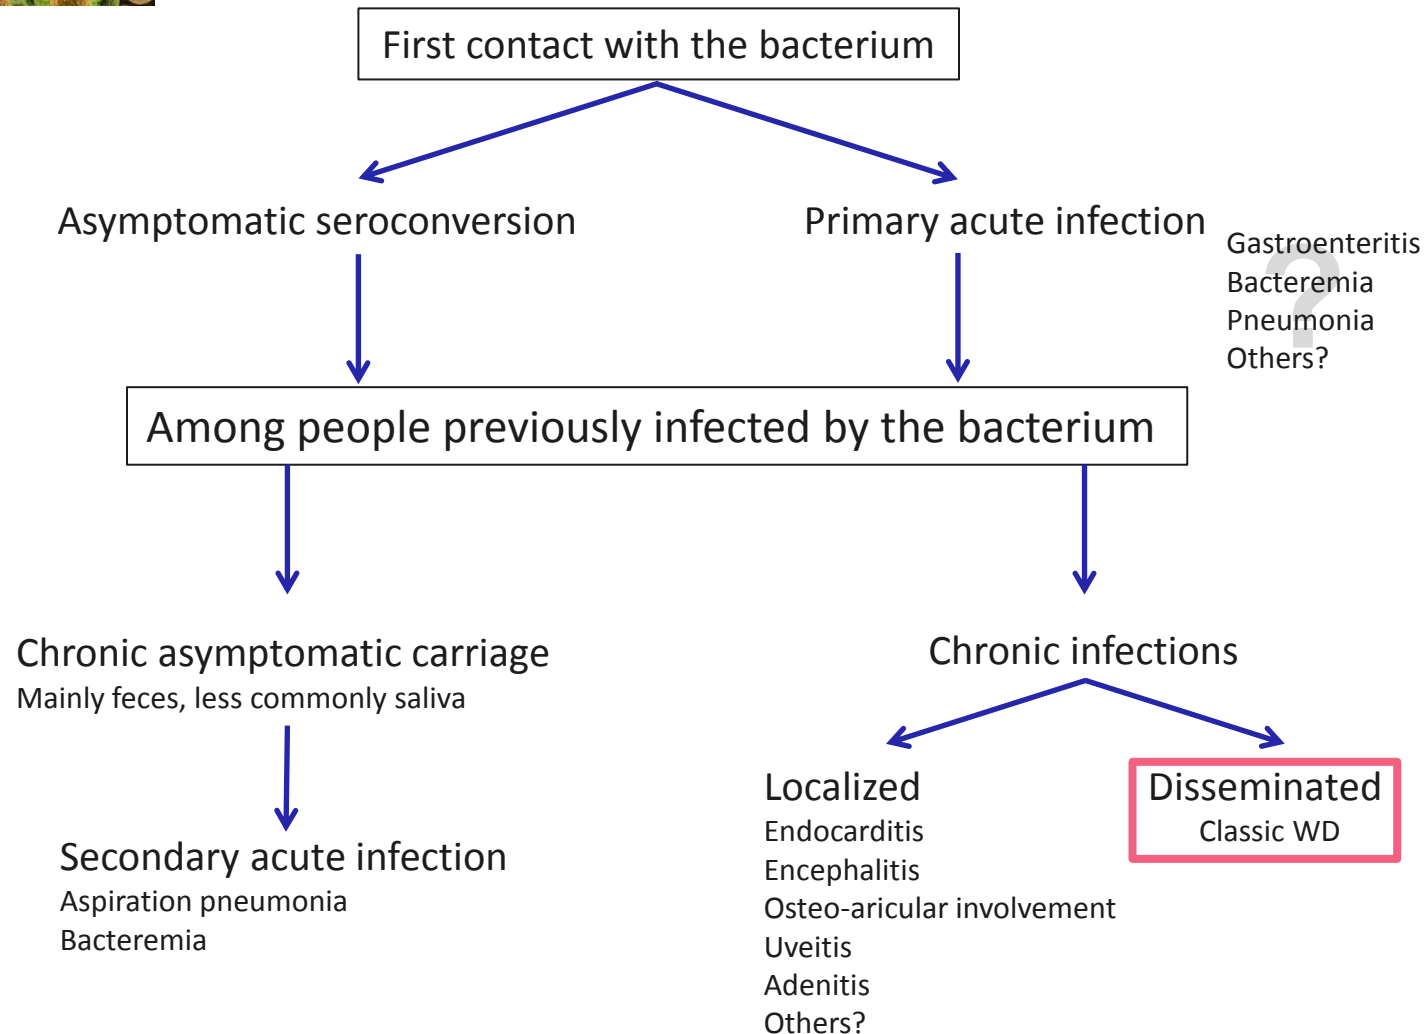 First contact with the bacterium
Asymptomatic seroconversion
Primary acute infection
Gastroenteritis
Bacteremia
Pneumonia
Others?
?
Among people previously infected by the bacterium
Chronic asymptomatic carriage
Mainly feces, less commonly saliva
Chronic infections
Secondary acute infection
Aspiration pneumonia
Bacteremia
Localized
Endocarditis
Encephalitis
Osteo-aricular involvement
Uveitis
Adenitis
Others?
Disseminated
Classic WD